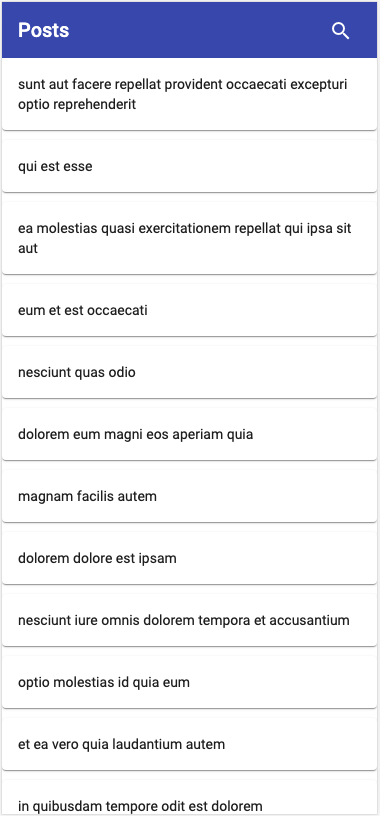 Posts
sunt aut facere repellat provident occaecati excepturi
optio reprehenderit
qui est esse
ea molestias quasi exercitationem repellat qui ipsa sit
aut
eum et est occaecati
nesciunt quas odio
dolorem eum magni eos aperiam quia
magnam facilis autem
dolorem dolore est ipsam
nesciunt iure omnis dolorem tempora et accusantium
optio molestias id quia eum
et ea vero quia laudantium autem
in quibusdam tempore odit est dolorem